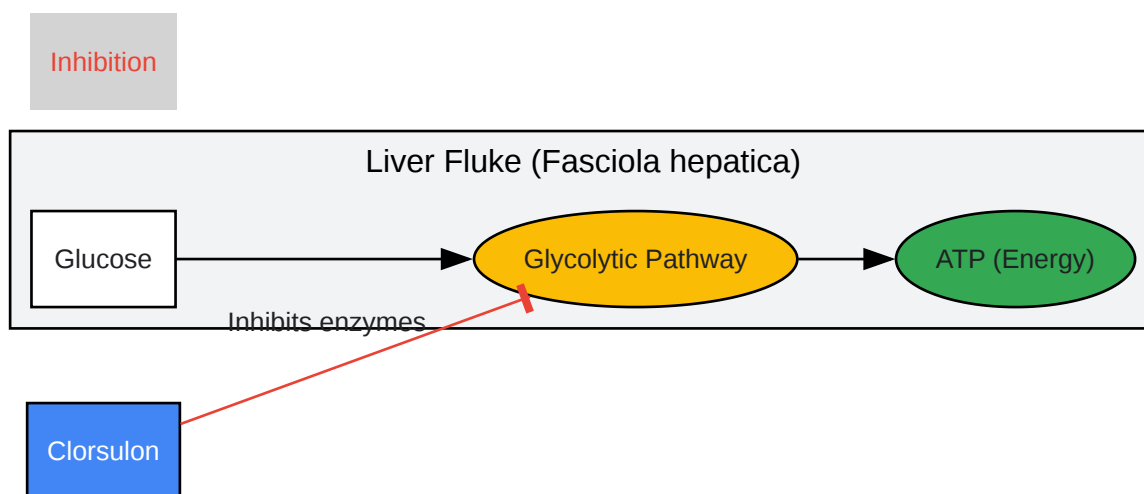 Inhibition
Liver Fluke (Fasciola hepatica)
Glucose
Glycolytic Pathway
ATP (Energy)
Inhibits enzymes
Clorsulon